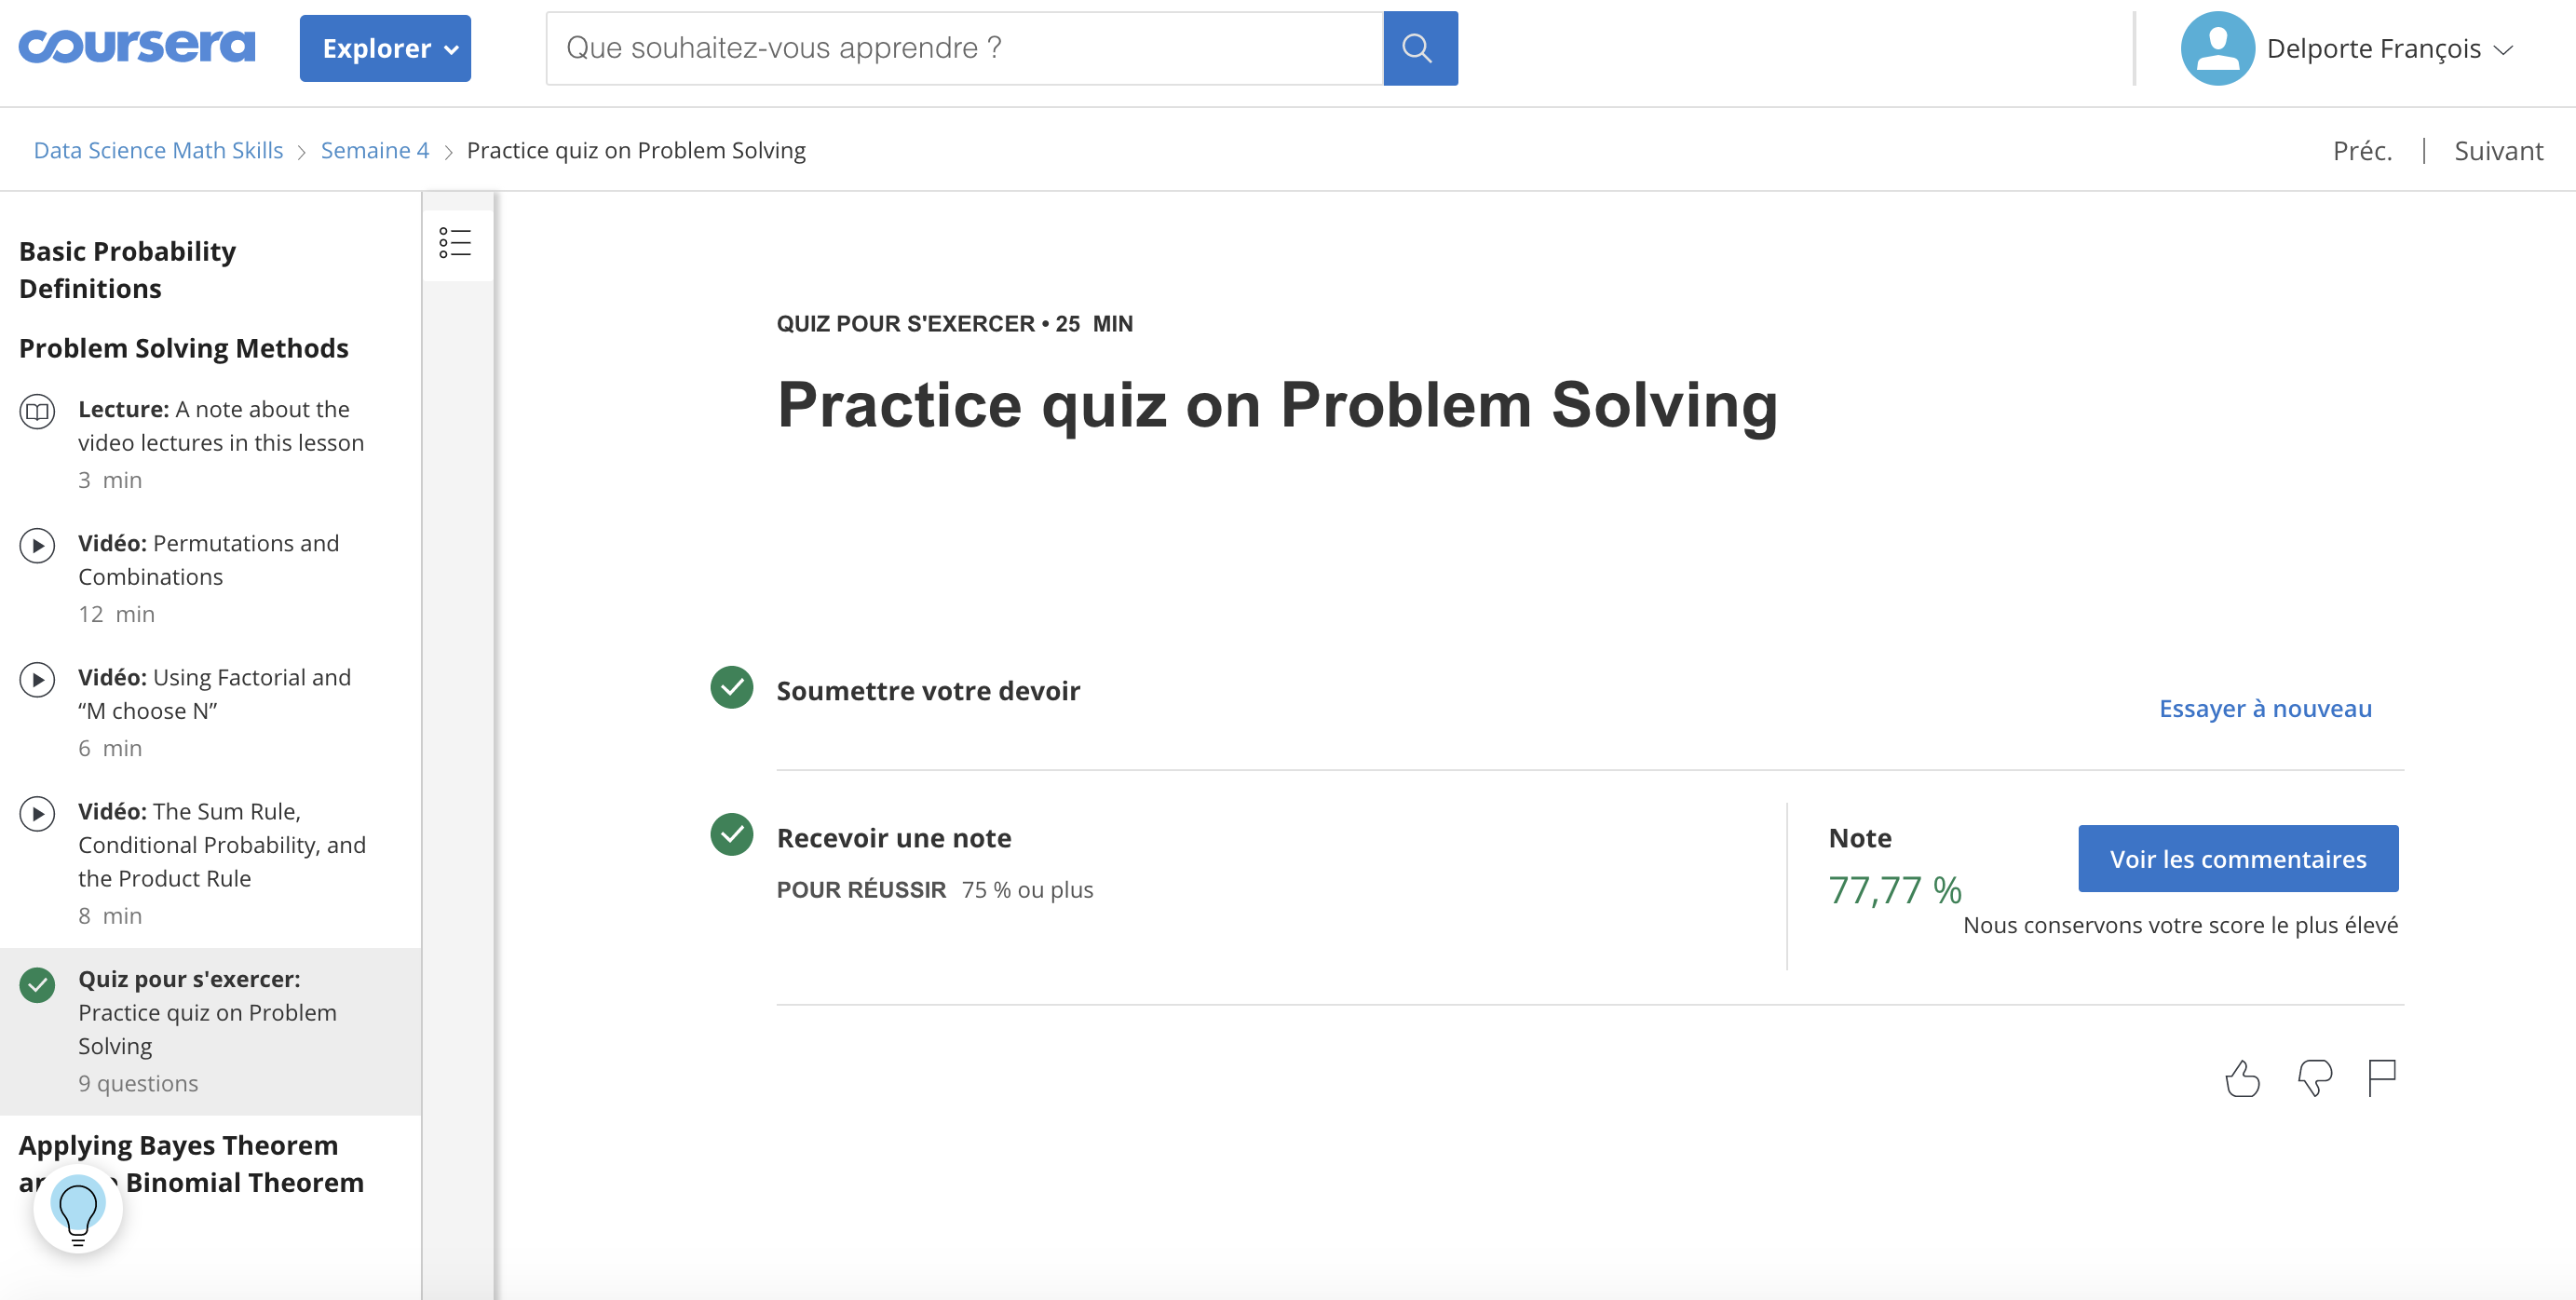 coursera
Explorer
Que souhaitez-vous apprendre ?
Delporte François
Data Science Math Skills
Semaine 4
Practice quiz on Problem Solving
Préc.
Suivant
Basic Probability
Definitions
Problem Solving Methods
Lecture: A note about the
video lectures in this lesson
3 min
Vidéo: Permutations and
Combinations
12 min
Vidéo: Using Factorial and
“M choose N”
6 min
Vidéo: The Sum Rule,
Conditional Probability, and
the Product Rule
8 min
Quiz pour s'exercer:
Practice quiz on Problem
Solving
9 questions
Applying Bayes Theorem
Binomial Theorem
QUIZ POUR S'EXERCER • 25 MIN
Practice quiz on Problem Solving
Soumettre votre devoir
Essayer à nouveau
Recevoir une note
POUR RÉUSSIR 75 % ou plus
Note
77,77 %
Voir les commentaires
Nous conservons votre score le plus élevé